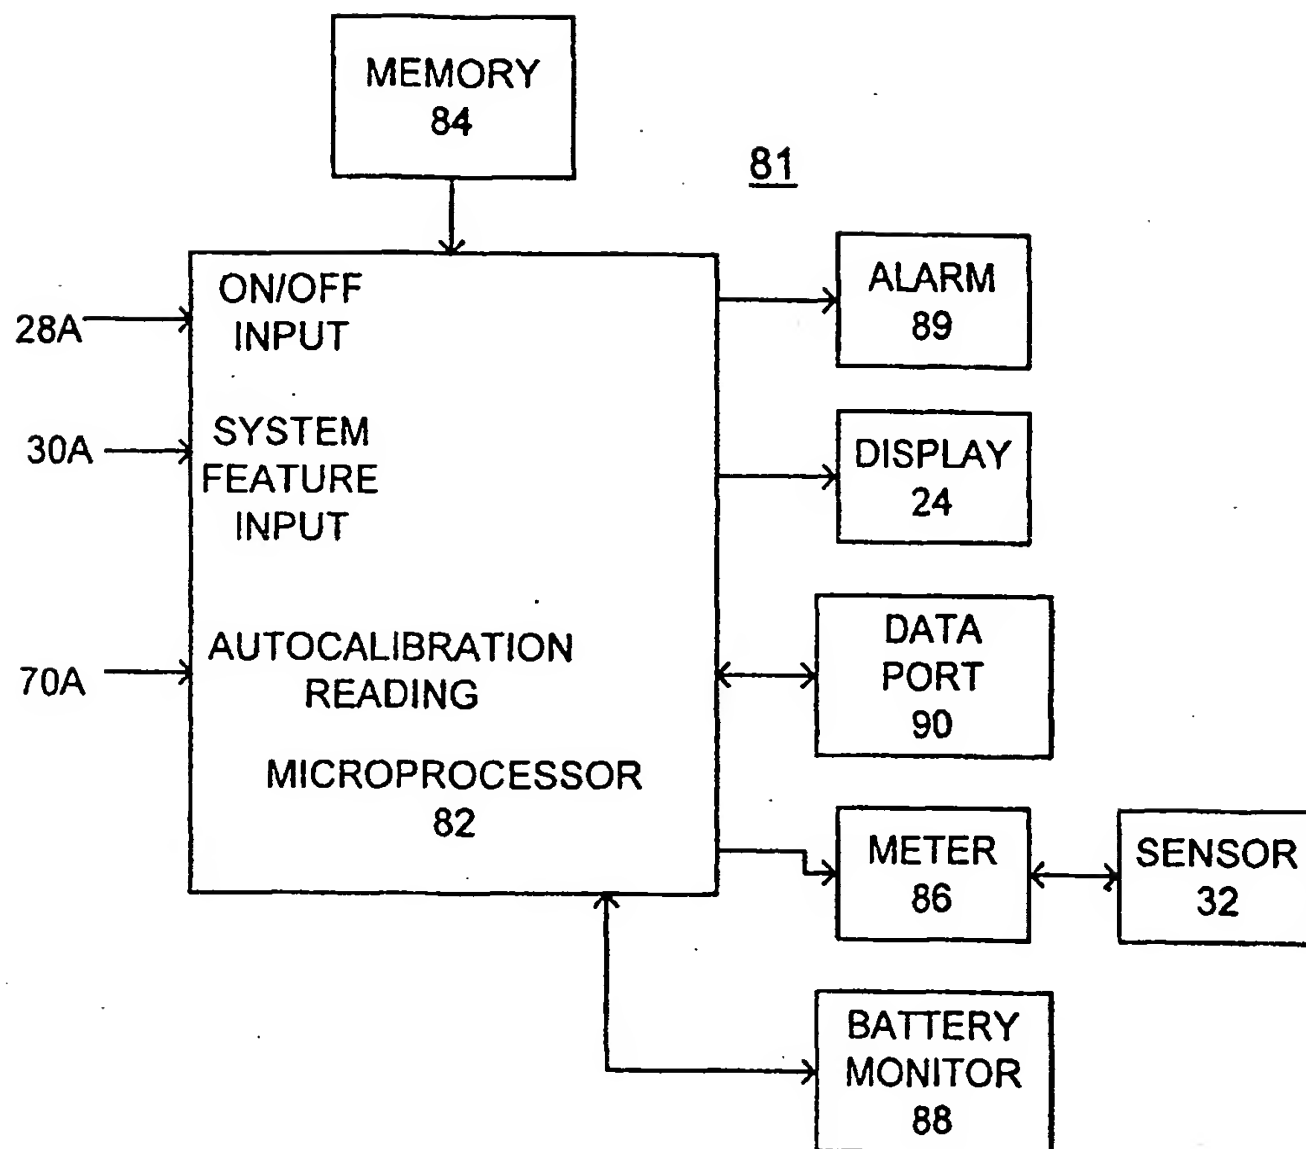 MEMORY
84
81
ON/OFF
INPUT
28A
SYSTEM
FEATURE
INPUT
30A
AUTOCALIBRATION
READING
70A
MICROPROCESSOR
82
ALARM
89
DISPLAY
24
DATA
PORT
90
METER
86
SENSOR
32
BATTERY
MONITOR
88